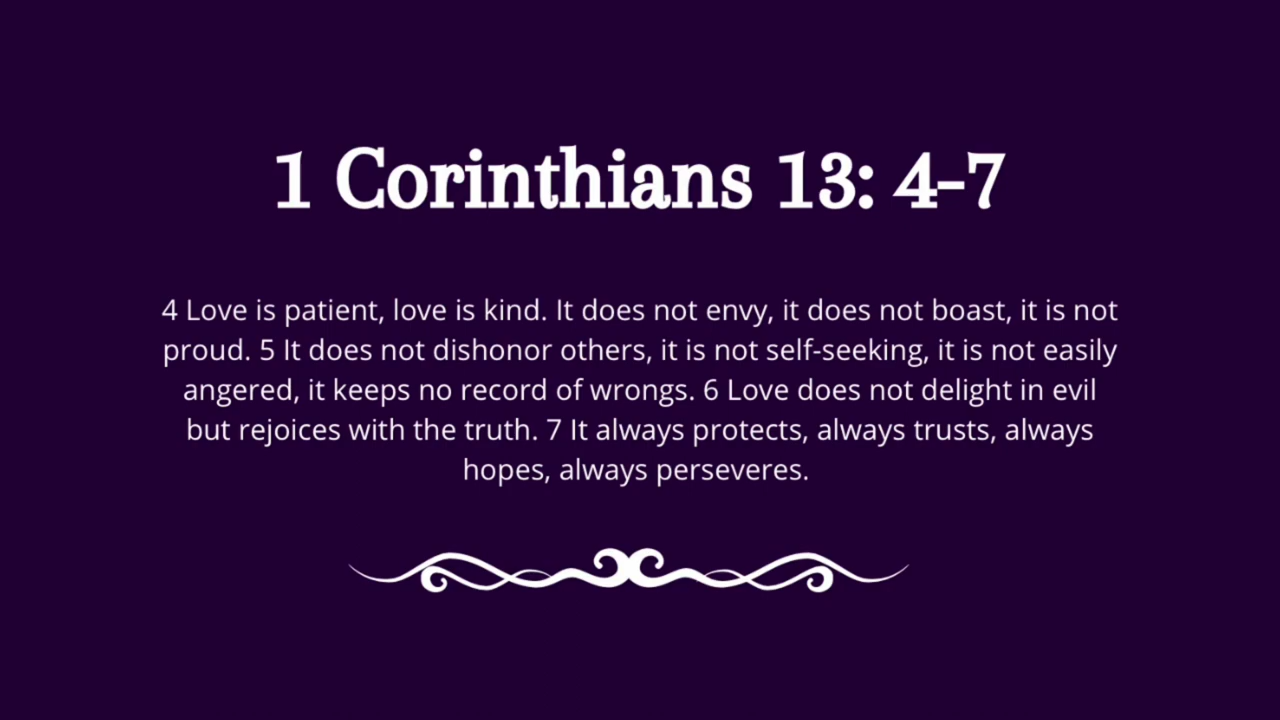 1 Corinthians 13: 4-7
4 Love is patient, love is kind. It does not envy, it does not boast, it is not
proud. 5 It does not dishonor others, it is not self-seeking, it is not easily
angered, it keeps no record of wrongs. 6 Love does not delight in evil
but rejoices with the truth. 7 It always protects, always trusts, always
hopes, always perseveres.